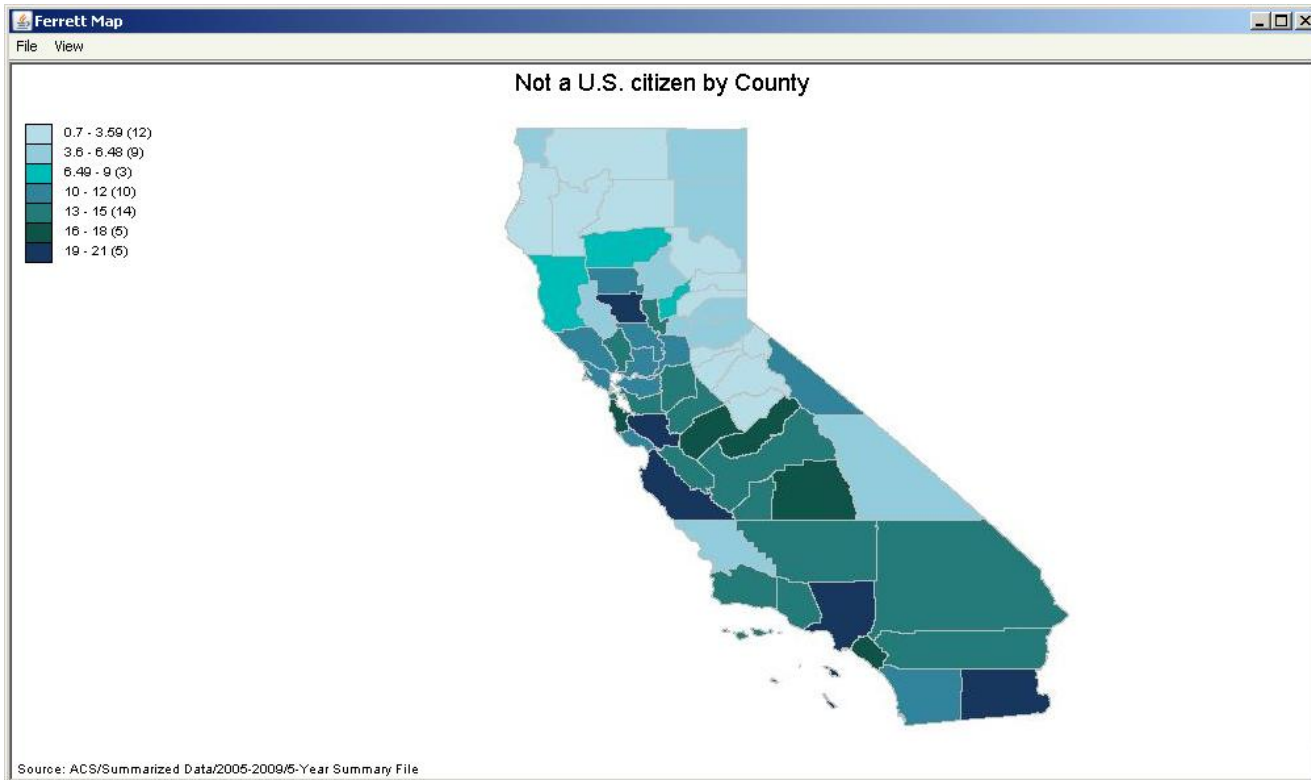 Ferrett Map
File View
Not a U.S. citizen by County
0.7 - 3.59 (12)
3.6 - 6.48 (9)
6.49 - 9 (3)
10 - 12 (10)
13 - 15 (14)
16 - 18 (5)
19 - 21 (5)
Source: ACS/Summarized Data/2005-2009/5-Year Summary File